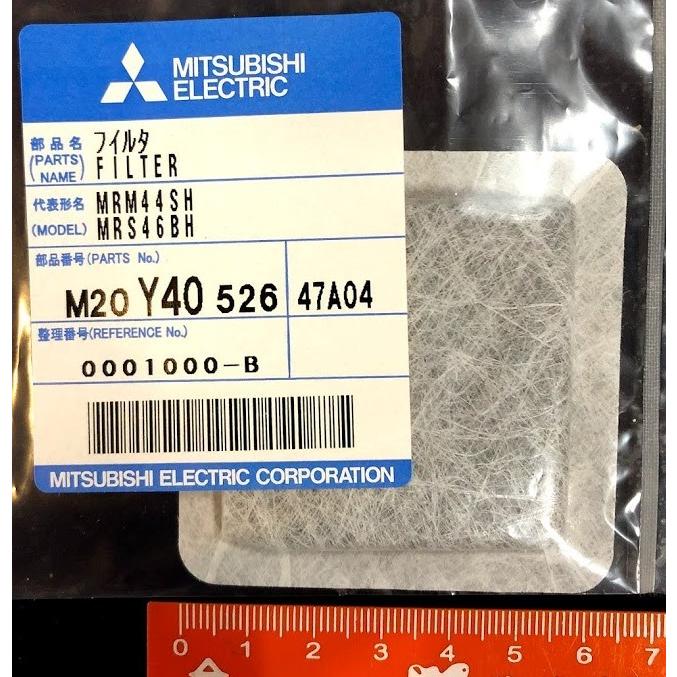 MITSUBISHI
ELECTRIC
部品名 フイルタ
(PARTS NAME) FILTER
代表形名 MRM44SH
(MODEL) MRS46BH
部品番号(PARTS No.)
M20 Y40 526 47A04
整理番号(REFERENCE No.)
0001000-B
MITSUBISHI ELECTRIC CORPORATION
0 1 2 3 4 5 6 7